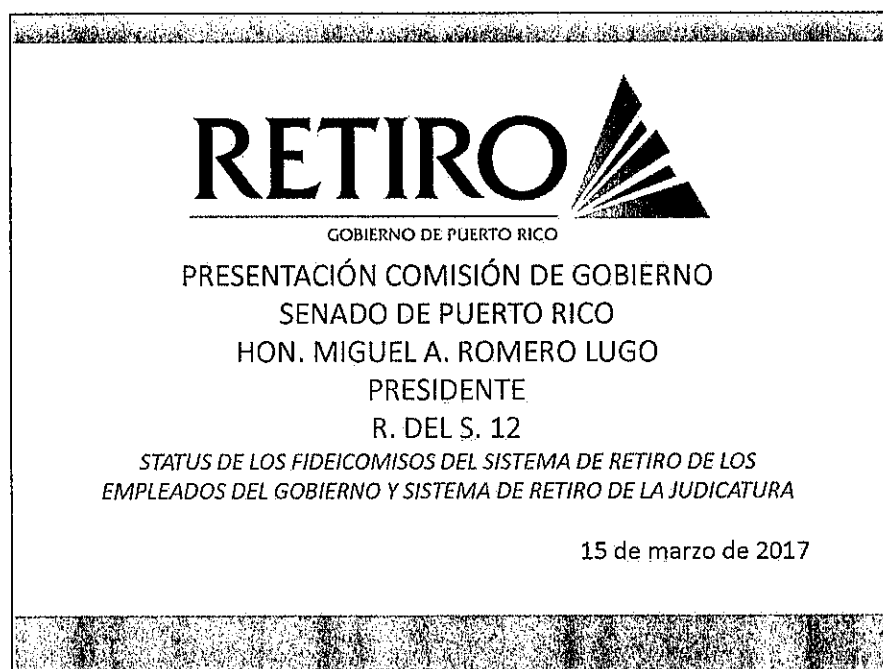 RETIRO
GOBIERNO DE PUERTO RICO
PRESENTACIÓN COMISIÓN DE GOBIERNO
SENADO DE PUERTO RICO
HON. MIGUEL A. ROMERO LUGO
PRESIDENTE
R. DEL S. 12
STATUS DE LOS FIDEICOMISOS DEL SISTEMA DE RETIRO DE LOS
EMPLEADOS DEL GOBIERNO Y SISTEMA DE RETIRO DE LA JUDICATURA
15 de marzo de 2017